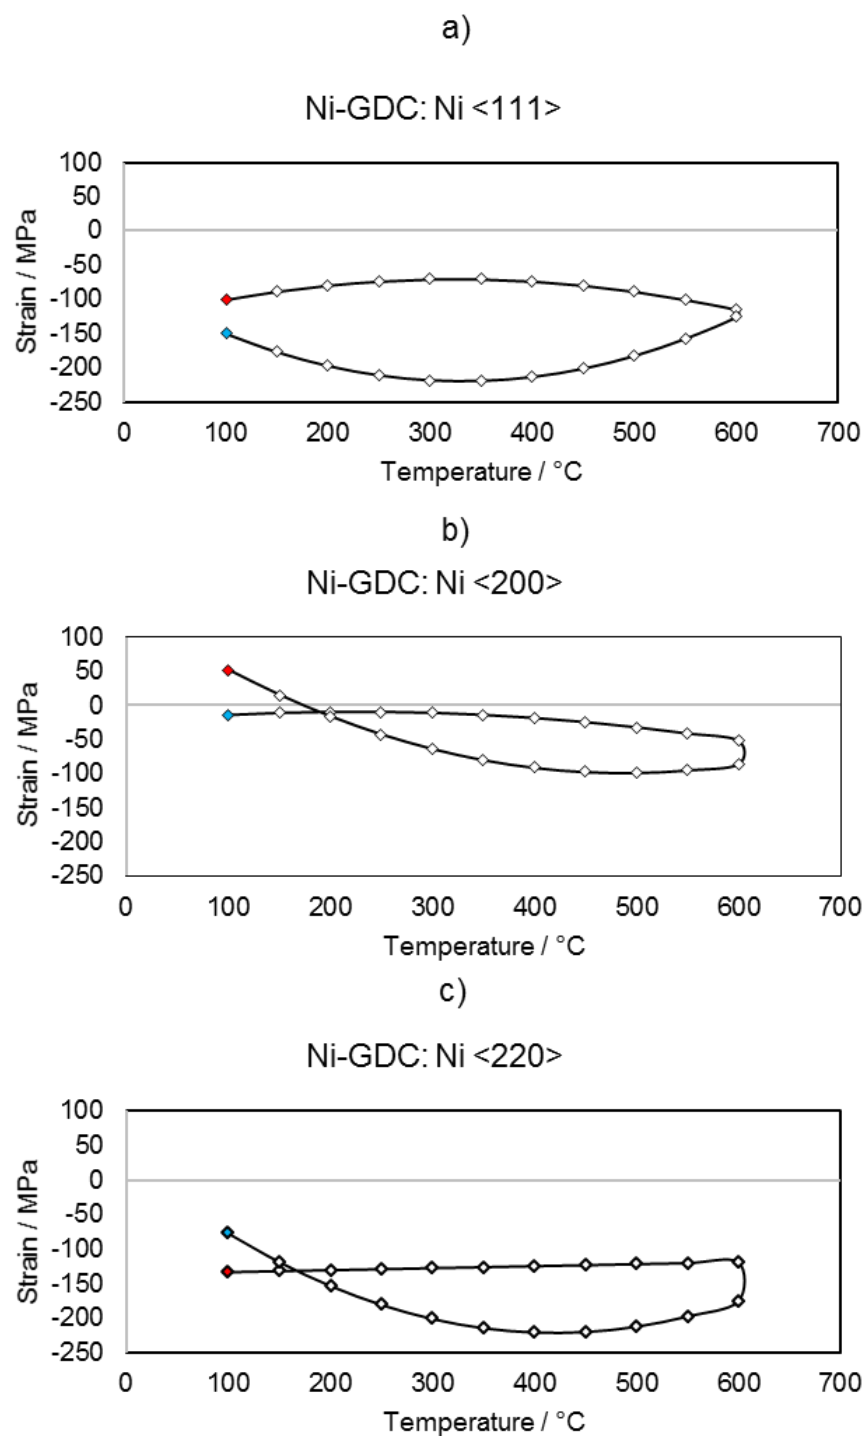 a)
Ni-GDC: Ni <111>
100
50
0
-50
-100
-150
-200
-250
Strain / MPa
0 100 200 300 400 500 600 700
Temperature / °C
b)
Ni-GDC: Ni <200>
100
50
0
-50
-100
-150
-200
-250
Strain / MPa
0 100 200 300 400 500 600 700
Temperature / °C
c)
Ni-GDC: Ni <220>
100
50
0
-50
-100
-150
-200
-250
Strain / MPa
0 100 200 300 400 500 600 700
Temperature / °C